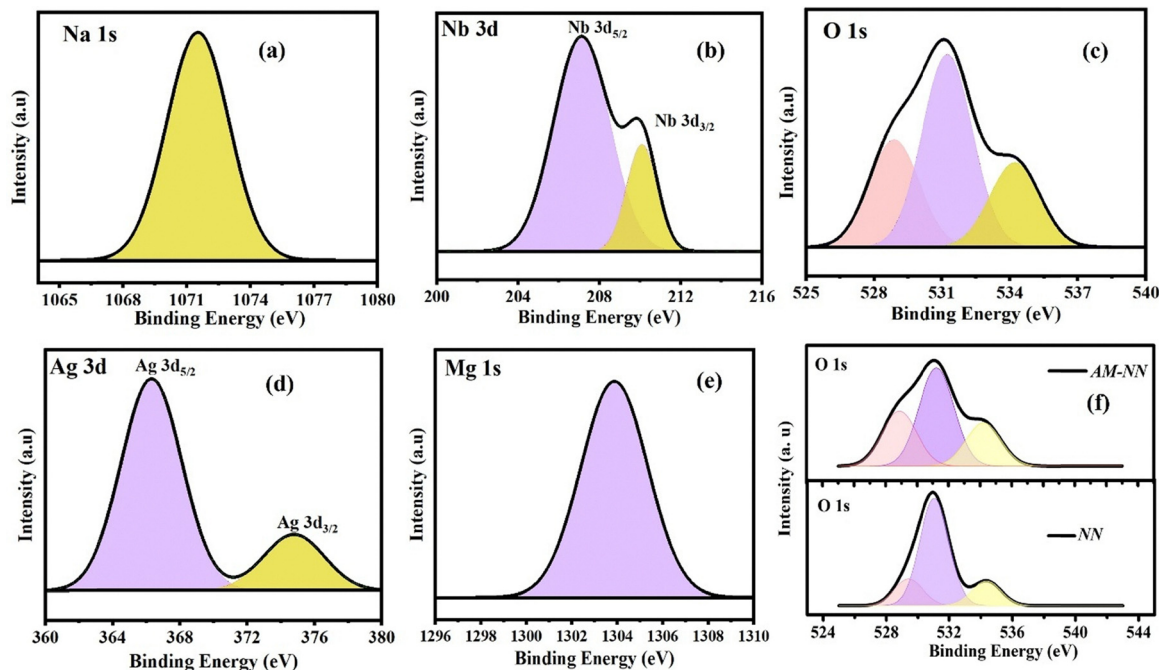 Na 1s
(a)
Intensity (a.u)
1065 1068 1071 1074 1077 1080
Binding Energy (eV)
Nb 3d
Nb 3d5/2
(b)
Nb 3d3/2
Intensity (a.u)
200 204 208 212 216
Binding Energy (eV)
O 1s
(c)
Intensity (a.u)
525 528 531 534 537 540
Binding Energy (eV)
Ag 3d
Ag 3d5/2
(d)
Ag 3d3/2
Intensity (a.u)
360 364 368 372 376 380
Binding Energy (eV)
Mg 1s
(e)
Intensity (a.u)
1296 1298 1300 1302 1304 1306 1308 1310
Binding Energy (eV)
O 1s
AM-NN
(f)
O 1s
NN
Intensity (a. u)
524 528 532 536 540 544
Binding Energy (eV)